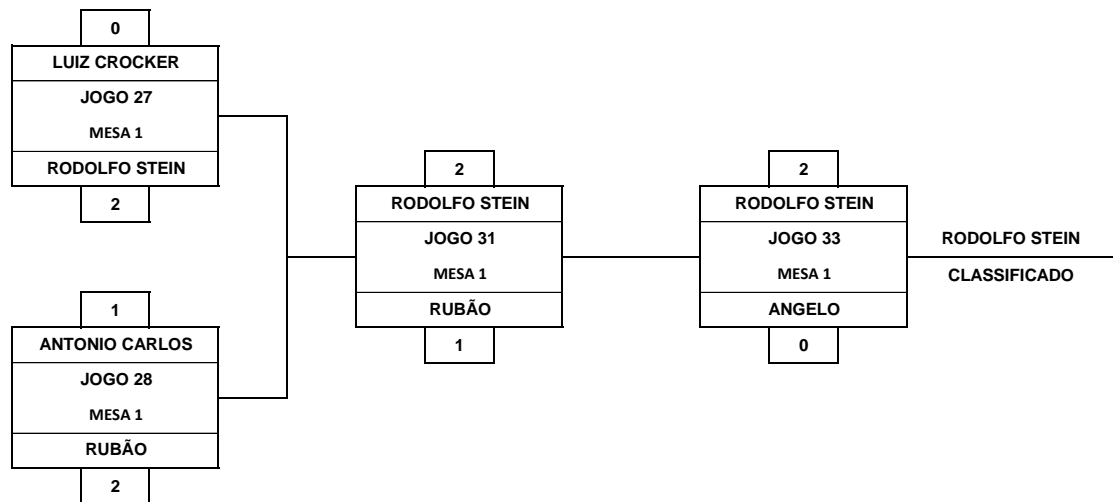 0
LUIZ CROCKER
JOGO 27
MESA 1
RODOLFO STEIN
2
1
ANTONIO CARLOS
JOGO 28
MESA 1
RUBÃO
2
2
RODOLFO STEIN
JOGO 31
MESA 1
RUBÃO
1
2
RODOLFO STEIN
JOGO 33
MESA 1
ANGELO
0
RODOLFO STEIN
CLASSIFICADO